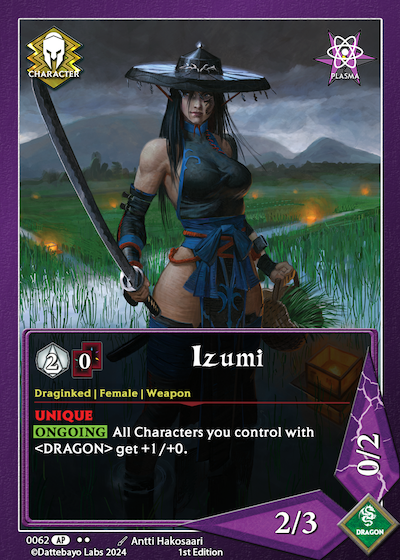 CHARACTER
PLASMA
2 0 Izumi
Draginked | Female | Weapon
UNIQUE
ONGOING All Characters you control with
<DRAGON> get +1/+0.
0/2
2/3
DRAGON
0062 AP Antti Hakosaari
©Dattebayo Labs 2024 1st Edition